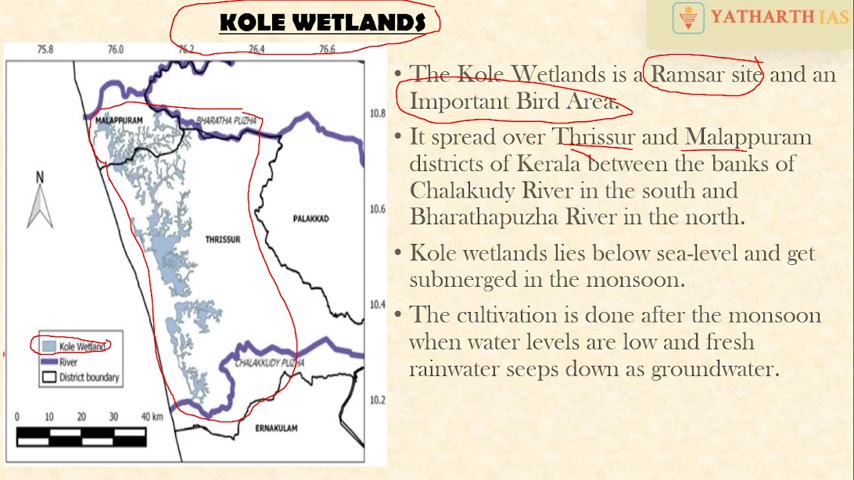 KOLE WETLANDS
YATHARTH IAS
75.8 76.0 76.2 76.4 76.6
10.8
10.6
10.4
10.2
MALAPPURAM
BHARATHA PUZHA
N
PALAKKAD
THRISSUR
CHALAKKUDY PUZHA
ERNAKULAM
Kole Wetland
River
District boundary
0 10 20 30 40 km
• The Kole Wetlands is a Ramsar site and an
Important Bird Area.
• It spread over Thrissur and Malappuram
districts of Kerala between the banks of
Chalakudy River in the south and
Bharathapuzha River in the north.
• Kole wetlands lies below sea-level and get
submerged in the monsoon.
• The cultivation is done after the monsoon
when water levels are low and fresh
rainwater seeps down as groundwater.